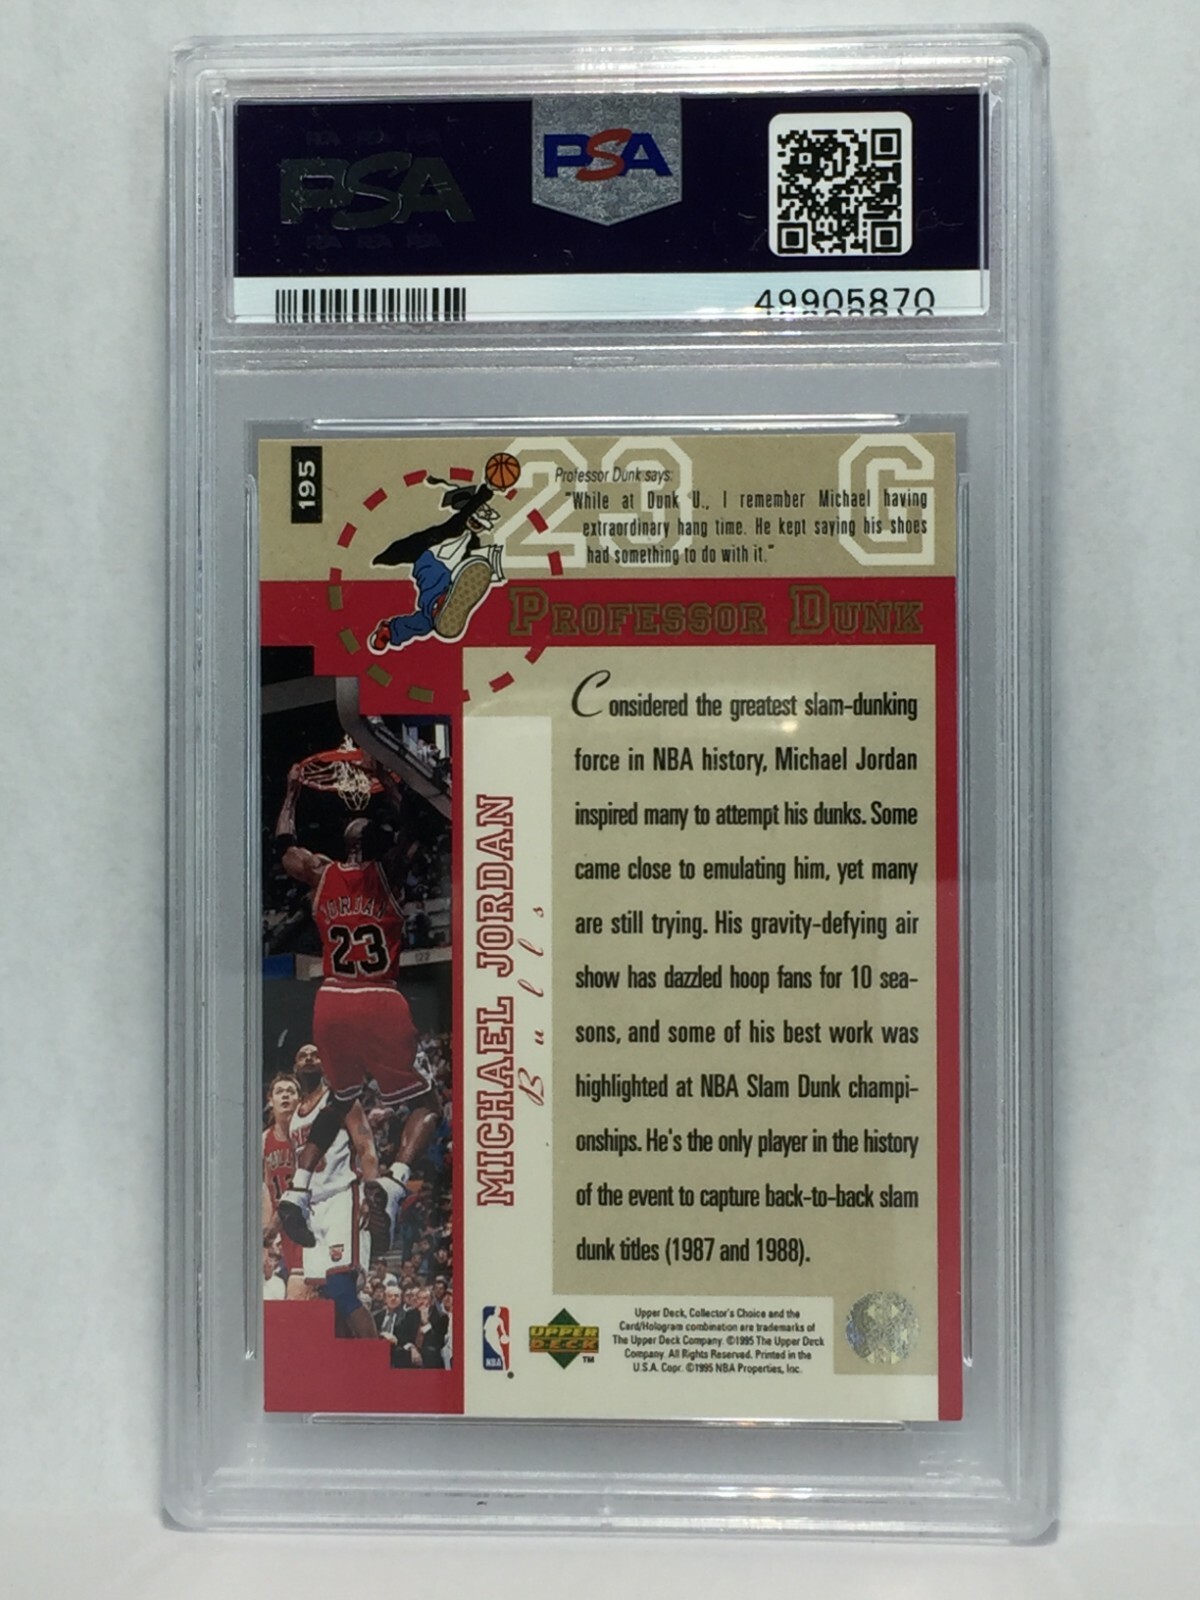 PSA
PSA
49905870
195
23 G
Professor Dunk says:
"While at Dunk U., I remember Michael having
extraordinary hang time. He kept saying his shoes
had something to do with it."
PROFESSOR DUNK
Considered the greatest slam-dunking
force in NBA history, Michael Jordan
inspired many to attempt his dunks. Some
came close to emulating him, yet many
are still trying. His gravity-defying air
show has dazzled hoop fans for 10 sea-
sons, and some of his best work was
highlighted at NBA Slam Dunk champi-
onships. He's the only player in the history
of the event to capture back-to-back slam
dunk titles (1987 and 1988).
MICHAEL JORDAN
Bulls
JORDAN
23
122
NBA
UPPER
DECK
TM
Upper Deck, Collector's Choice and the
Card/Hologram combination are trademarks of
The Upper Deck Company. ©1995 The Upper Deck
Company. All Rights Reserved. Printed in the
U.S.A. Copr. ©1995 NBA Properties, Inc.